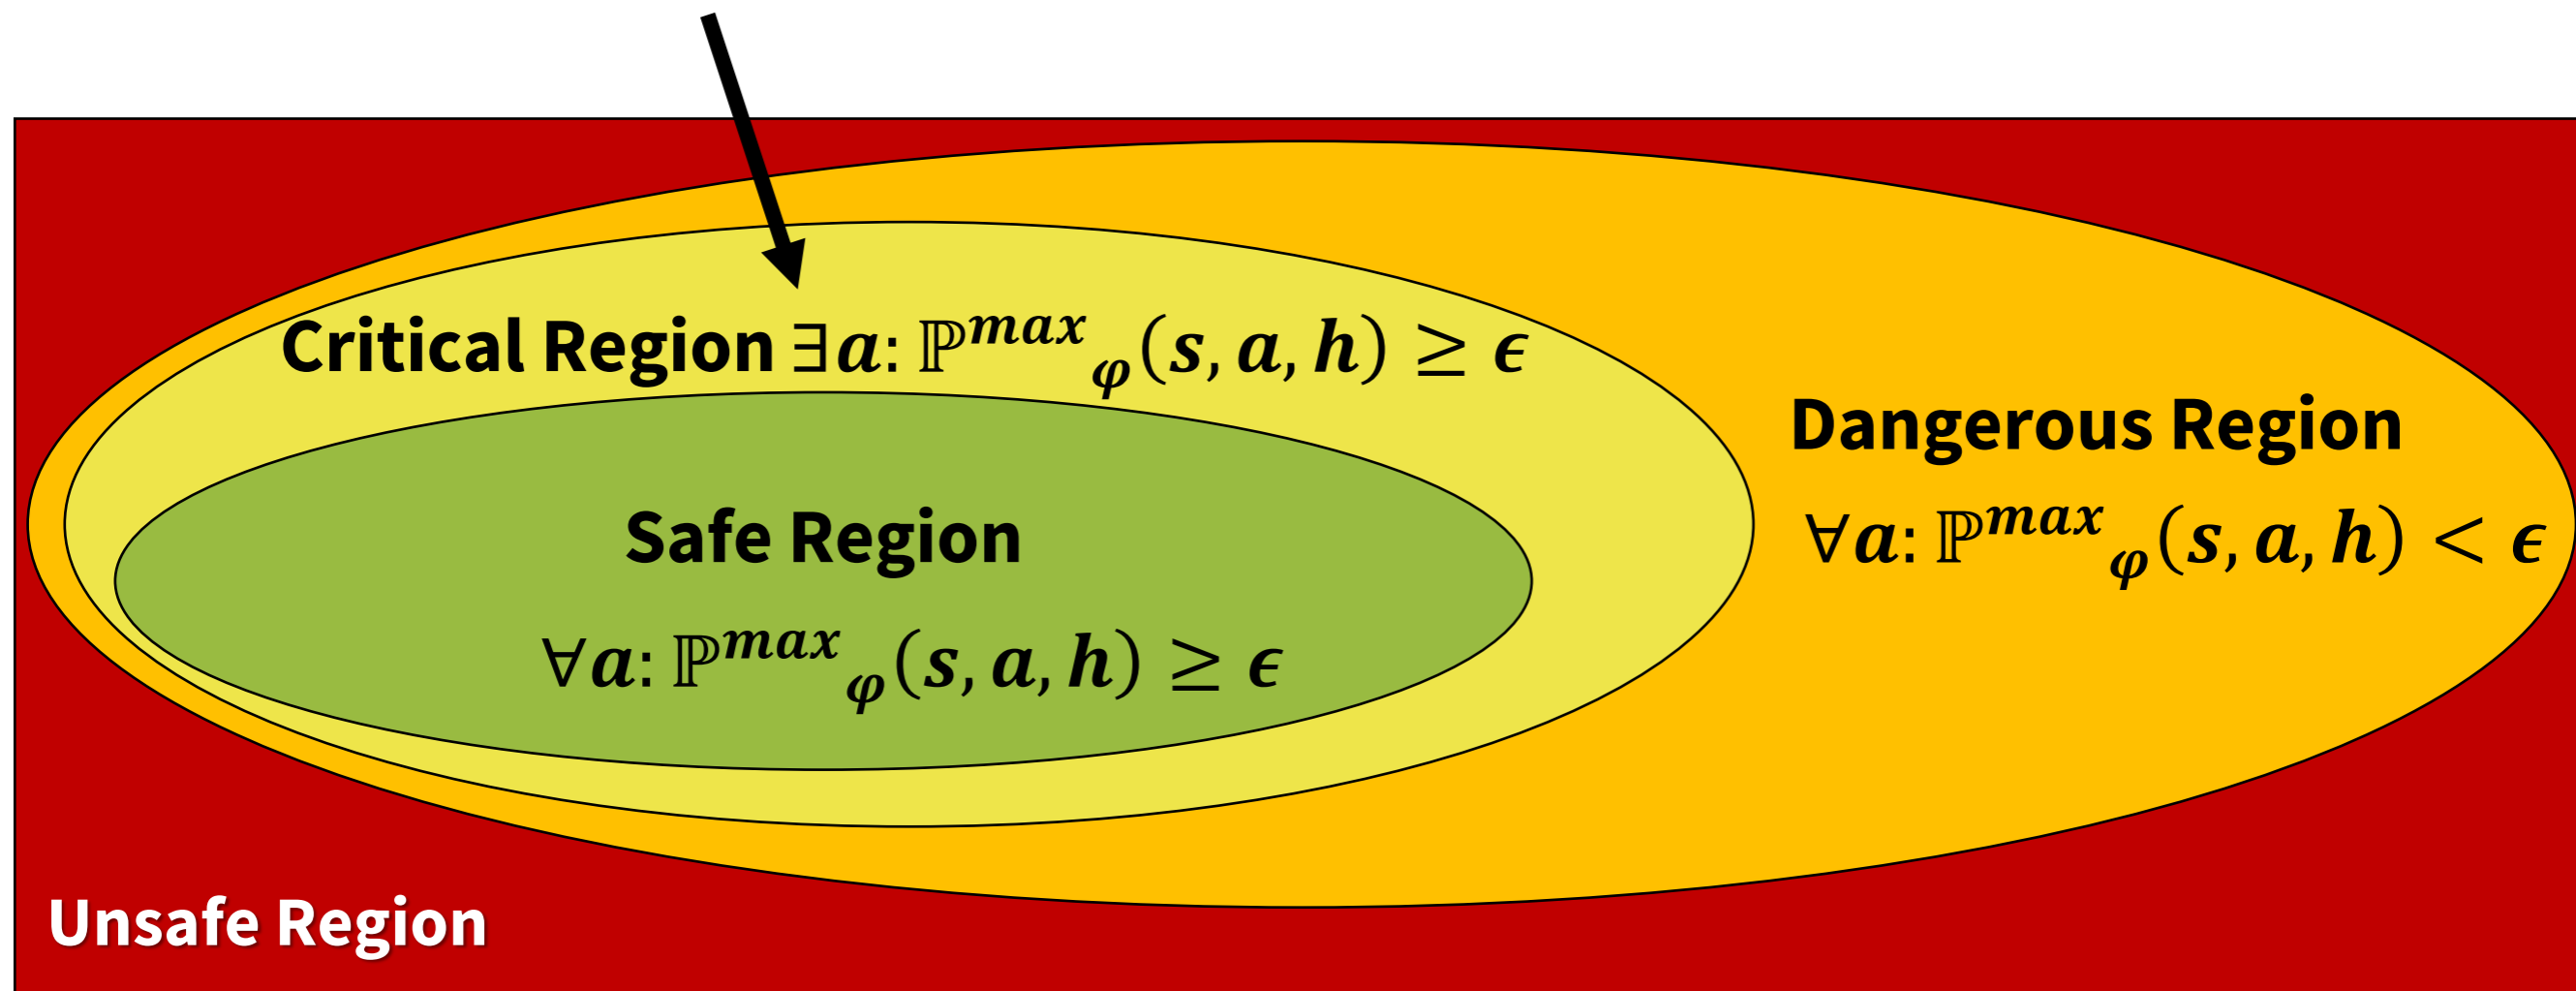 Critical Region ∃a: ℙ^max_φ(s, a, h) ≥ ϵ
Dangerous Region
Safe Region
∀a: ℙ^max_φ(s, a, h) < ϵ
∀a: ℙ^max_φ(s, a, h) ≥ ϵ
Unsafe Region